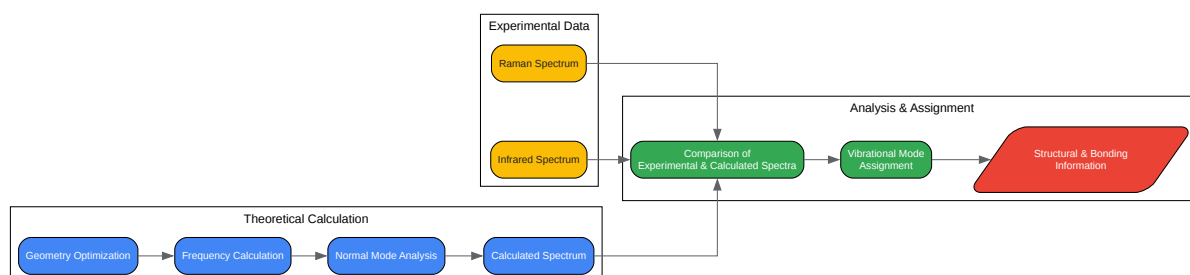 Experimental Data
Raman Spectrum
Infrared Spectrum
Analysis & Assignment
Comparison of
Experimental & Calculated Spectra
Vibrational Mode
Assignment
Structural & Bonding
Information
Theoretical Calculation
Geometry Optimization
Frequency Calculation
Normal Mode Analysis
Calculated Spectrum